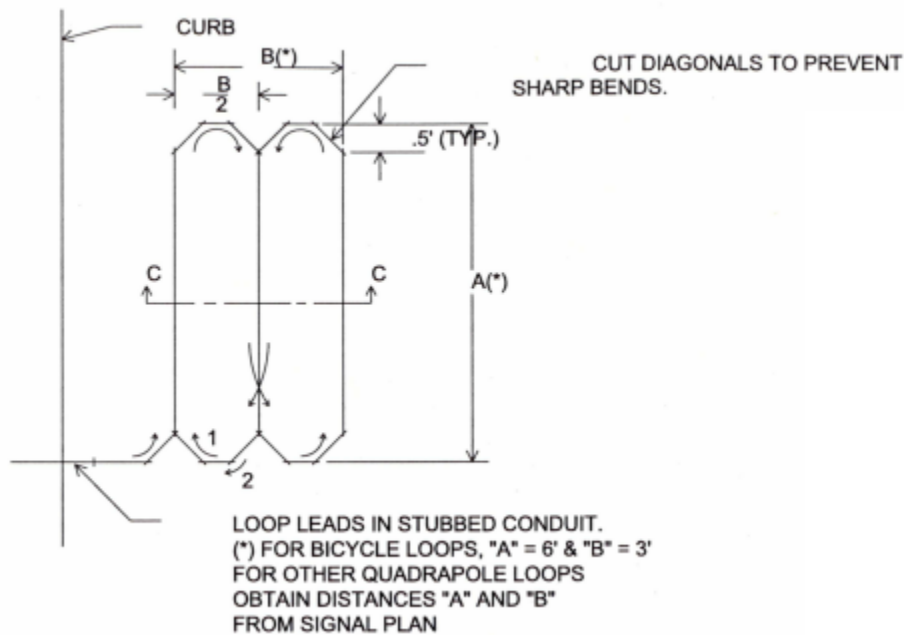 CURB
B(*)
CUT DIAGONALS TO PREVENT
SHARP BENDS.
B
2
.5' (TYP.)
C
C
A(*)
1
2
LOOP LEADS IN STUBBED CONDUIT.
(*) FOR BICYCLE LOOPS, "A" = 6' & "B" = 3'
FOR OTHER QUADRAPOLE LOOPS
OBTAIN DISTANCES "A" AND "B"
FROM SIGNAL PLAN